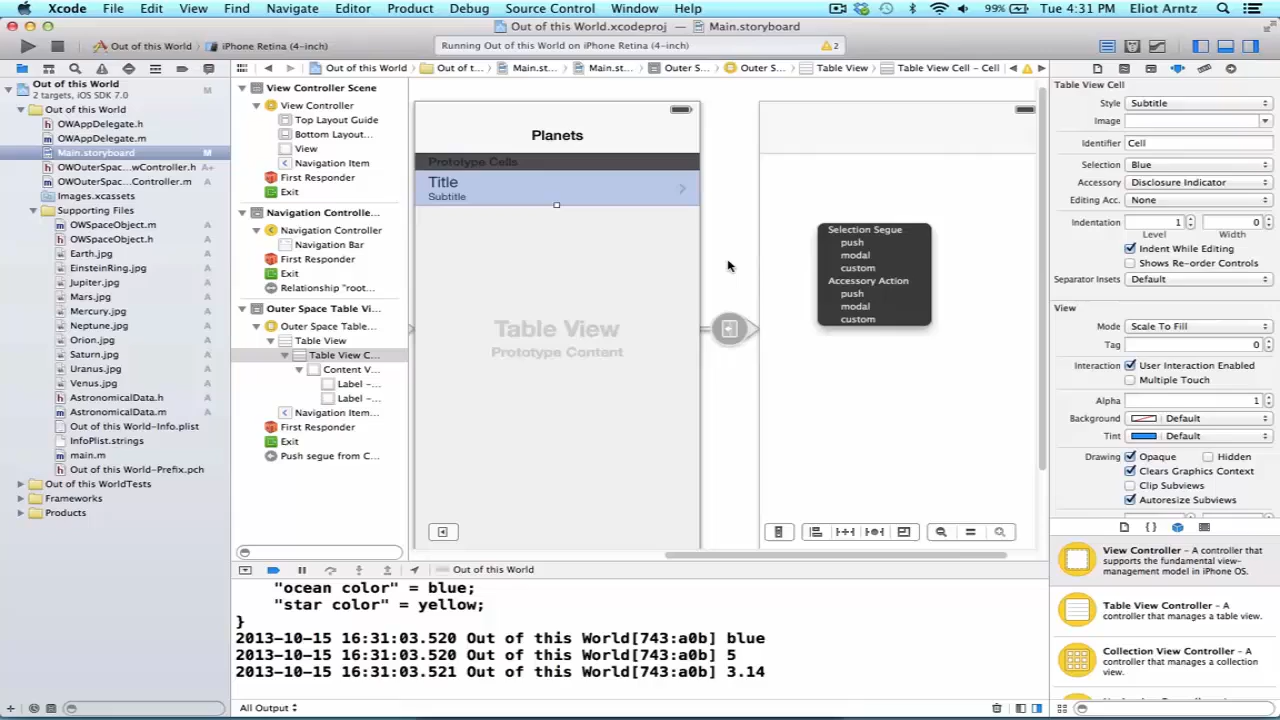 Xcode File Edit View Find Navigate Editor Product Debug Source Control Window Help 99% Tue 4:31 PM Eliot Arntz
Out of this World.xcodeproj — Main.storyboard
Out of this World iPhone Retina (4-inch) Running Out of this World on iPhone Retina (4-inch) 2
Out of this World Out of t... Main.st... Main.st... Outer S... Outer S... Table View Table View Cell – Cell
Out of this World M
2 targets, iOS SDK 7.0
Out of this World
OWAppDelegate.h
OWAppDelegate.m
Main.storyboard M
OWOuterSpac...wController.h A+
OWOuterSpac...Controller.m A
Images.xcassets
Supporting Files
OWSpaceObject.m A
OWSpaceObject.h A
Earth.jpg A
EinsteinRing.jpg A
Jupiter.jpg A
Mars.jpg A
Mercury.jpg A
Neptune.jpg A
Orion.jpg A
Saturn.jpg A
Uranus.jpg A
Venus.jpg A
AstronomicalData.h A
AstronomicalData.m A
Out of this World-Info.plist
InfoPlist.strings
main.m
Out of this World-Prefix.pch
Out of this WorldTests
Frameworks
Products
View Controller Scene
View Controller
Top Layout Guide
Bottom Layout...
View
Navigation Item
First Responder
Exit
Navigation Controlle...
Navigation Controller
Navigation Bar
First Responder
Exit
Relationship "root...
Outer Space Table Vi...
Outer Space Table...
Table View
Table View C...
Content V...
Label –...
Label –...
Navigation Item...
First Responder
Exit
Push segue from C...
Planets
Prototype Cells
Title
Subtitle
Table View
Prototype Content
Selection Segue
push
modal
custom
Accessory Action
push
modal
custom
Table View Cell
Style Subtitle
Image
Identifier Cell
Selection Blue
Accessory Disclosure Indicator
Editing Acc. None
Indentation 1 0
Level Width
Indent While Editing
Shows Re-order Controls
Separator Insets Default
View
Mode Scale To Fill
Tag 0
Interaction User Interaction Enabled
Multiple Touch
Alpha 1
Background Default
Tint Default
Drawing Opaque Hidden
Clears Graphics Context
Clip Subviews
Autoresize Subviews
View Controller – A controller that
supports the fundamental view-
management model in iPhone OS.
Table View Controller – A
controller that manages a table view.
Collection View Controller – A
controller that manages a collection
view.
Out of this World
"ocean color" = blue;
"star color" = yellow;
}
2013-10-15 16:31:03.520 Out of this World[743:a0b] blue
2013-10-15 16:31:03.520 Out of this World[743:a0b] 5
2013-10-15 16:31:03.521 Out of this World[743:a0b] 3.14
All Output